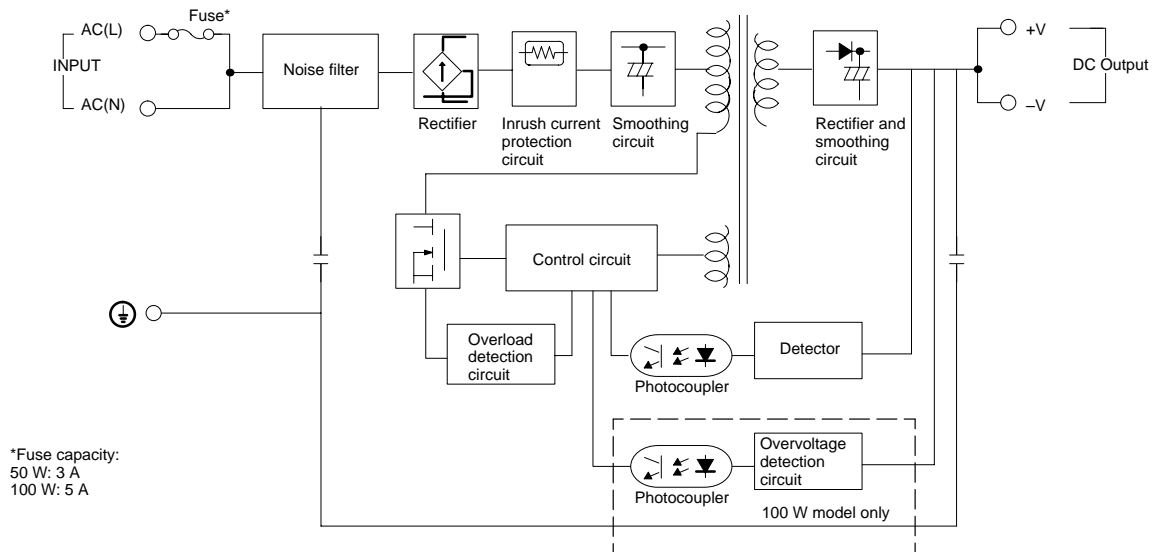 Fuse*
AC(L)
INPUT
AC(N)
Noise filter
Rectifier
Inrush current
protection
circuit
Smoothing
circuit
Rectifier and
smoothing
circuit
+V
DC Output
–V
Control circuit
Overload
detection
circuit
Photocoupler
Detector
Photocoupler
Overvoltage
detection
circuit
100 W model only
*Fuse capacity:
50 W: 3 A
100 W: 5 A